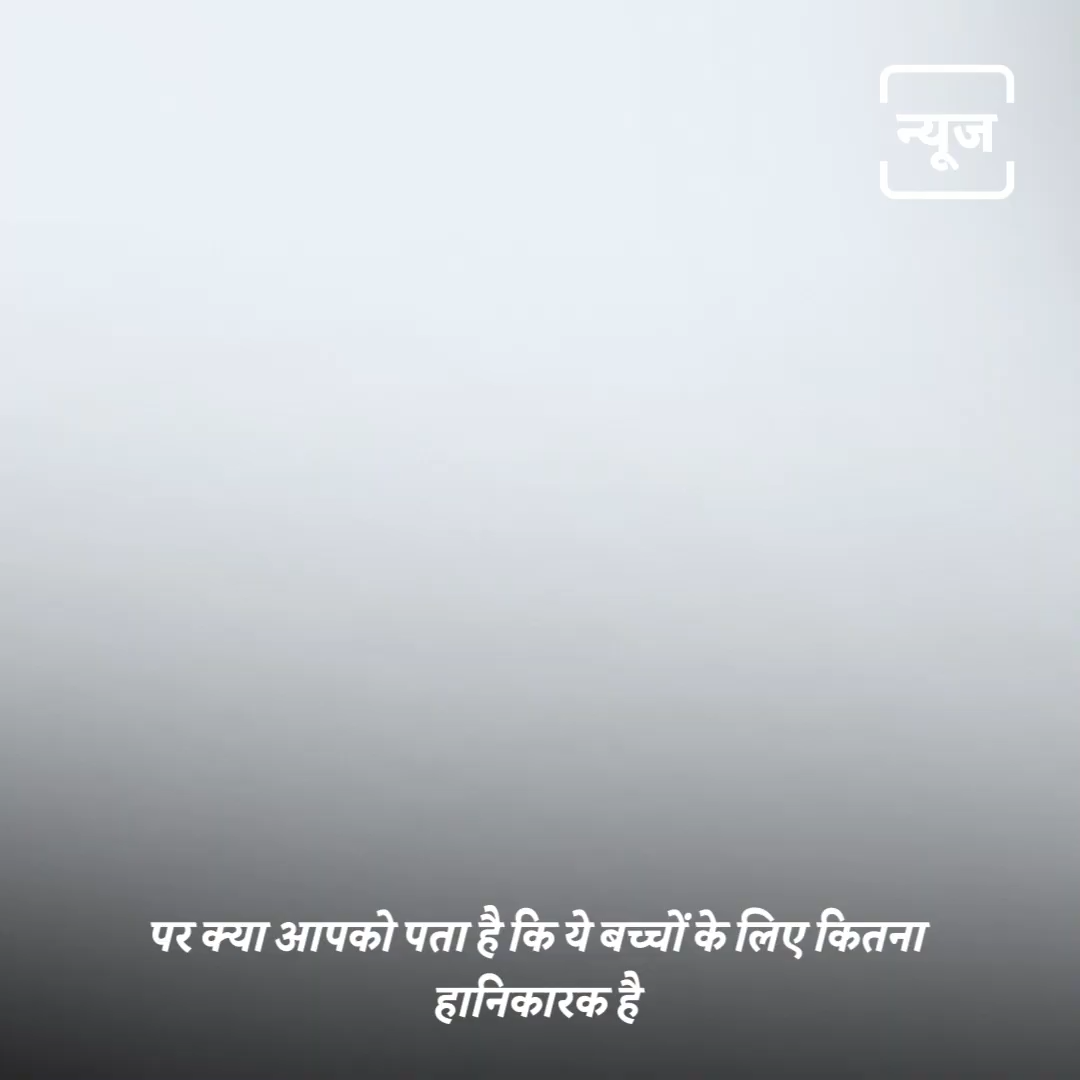 न्यूज
पर क्या आपको पता है कि ये बच्चों के लिए कितना
हानिकारक है